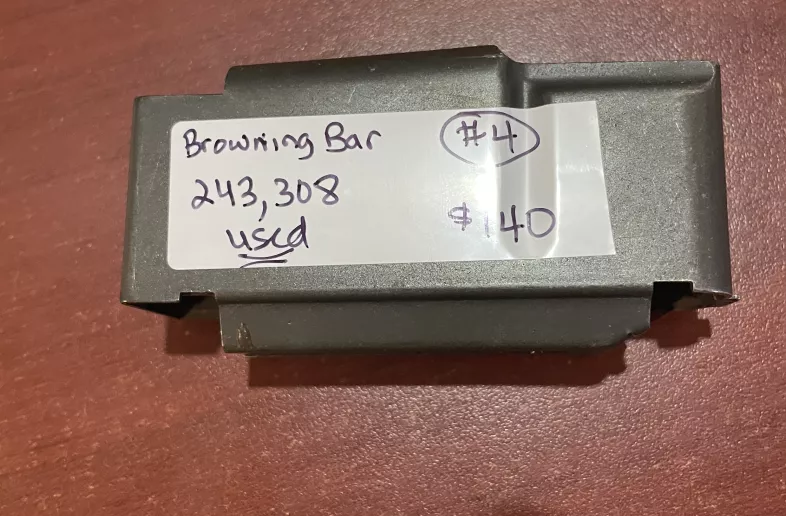 Browning Bar #4
243,308 $140
used